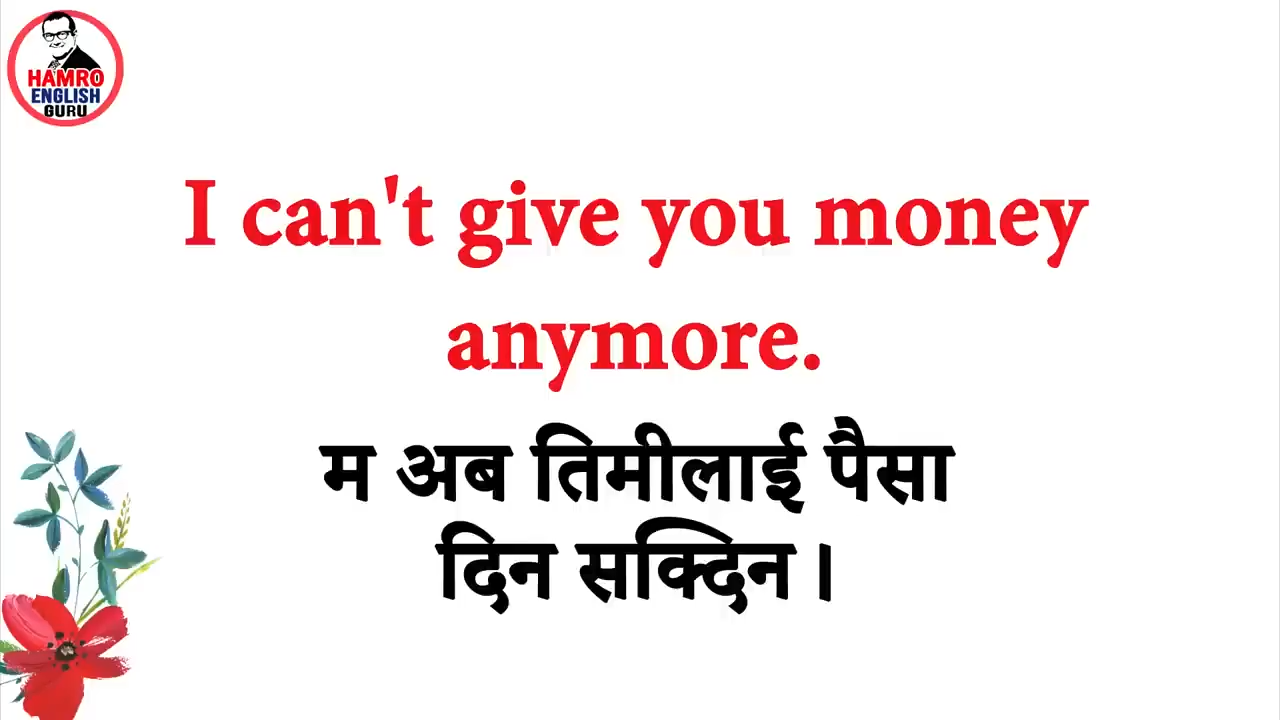 HAMRO
ENGLISH
GURU
I can't give you money
anymore.
म अब तिमीलाई पैसा
दिन सक्दिन।